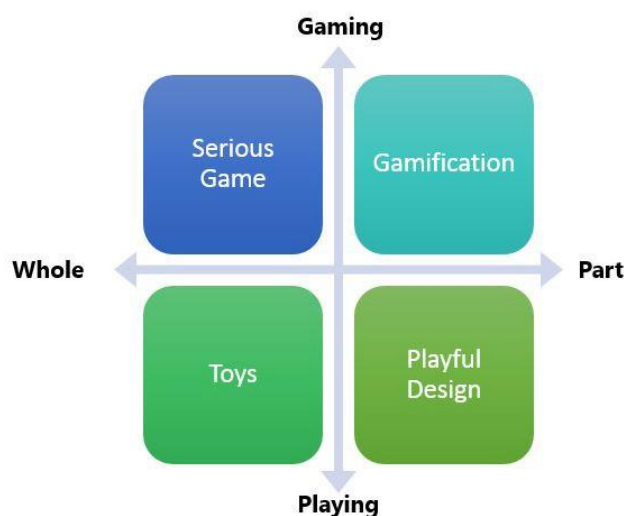 Gaming
Serious
Game
Gamification
Whole
Part
Toys
Playful
Design
Playing